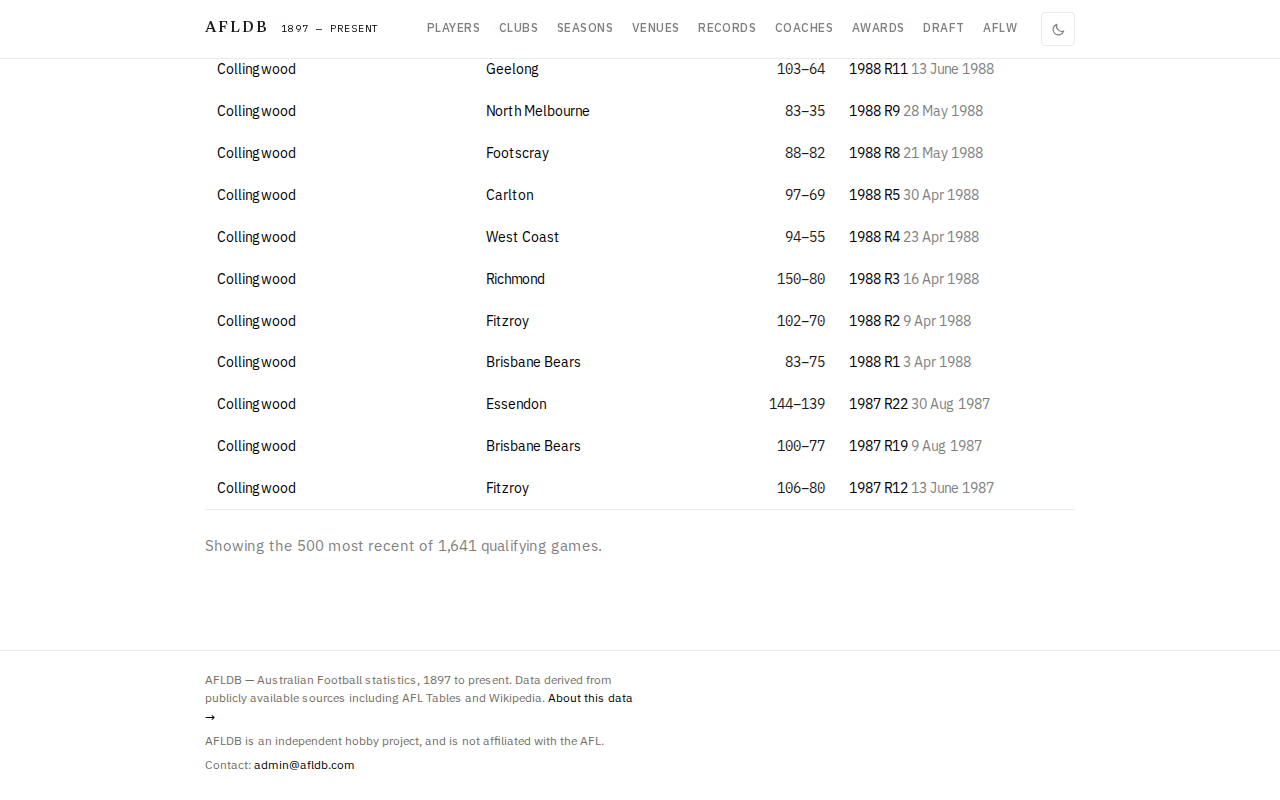 AFLDB 1897 — PRESENT PLAYERS CLUBS SEASONS VENUES RECORDS COACHES AWARDS DRAFT AFLW
Collingwood Geelong 103–64 1988 R11 13 June 1988
Collingwood North Melbourne 83–35 1988 R9 28 May 1988
Collingwood Footscray 88–82 1988 R8 21 May 1988
Collingwood Carlton 97–69 1988 R5 30 Apr 1988
Collingwood West Coast 94–55 1988 R4 23 Apr 1988
Collingwood Richmond 150–80 1988 R3 16 Apr 1988
Collingwood Fitzroy 102–70 1988 R2 9 Apr 1988
Collingwood Brisbane Bears 83–75 1988 R1 3 Apr 1988
Collingwood Essendon 144–139 1987 R22 30 Aug 1987
Collingwood Brisbane Bears 100–77 1987 R19 9 Aug 1987
Collingwood Fitzroy 106–80 1987 R12 13 June 1987
Showing the 500 most recent of 1,641 qualifying games.
AFLDB — Australian Football statistics, 1897 to present. Data derived from
publicly available sources including AFL Tables and Wikipedia. About this data
→
AFLDB is an independent hobby project, and is not affiliated with the AFL.
Contact: admin@afldb.com